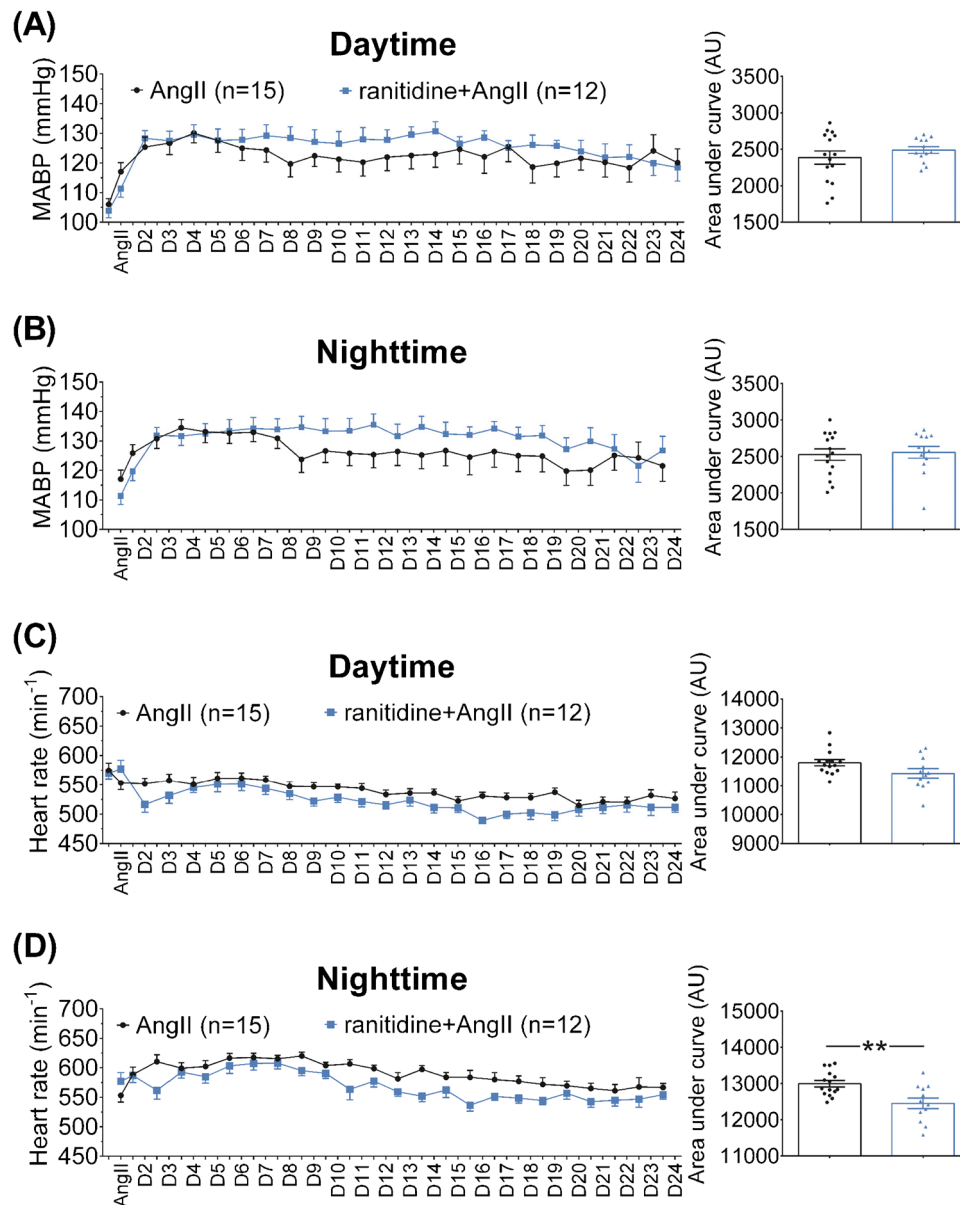 (A)
Daytime
AngII (n=15)
ranitidine+AngII (n=12)
MABP (mmHg)
150
140
130
120
110
100
AngII
D2
D3
D4
D5
D6
D7
D8
D9
D10
D11
D12
D13
D14
D15
D16
D17
D18
D19
D20
D21
D22
D23
D24
Area under curve (AU)
3500
3000
2500
2000
1500
(B)
Nighttime
MABP (mmHg)
150
140
130
120
110
100
AngII
D2
D3
D4
D5
D6
D7
D8
D9
D10
D11
D12
D13
D14
D15
D16
D17
D18
D19
D20
D21
D22
D23
D24
Area under curve (AU)
3500
3000
2500
2000
1500
(C)
Daytime
AngII (n=15)
ranitidine+AngII (n=12)
Heart rate (min⁻¹)
700
650
600
550
500
450
AngII
D2
D3
D4
D5
D6
D7
D8
D9
D10
D11
D12
D13
D14
D15
D16
D17
D18
D19
D20
D21
D22
D23
D24
Area under curve (AU)
14000
13000
12000
11000
10000
9000
(D)
Nighttime
AngII (n=15)
ranitidine+AngII (n=12)
Heart rate (min⁻¹)
700
650
600
550
500
450
AngII
D2
D3
D4
D5
D6
D7
D8
D9
D10
D11
D12
D13
D14
D15
D16
D17
D18
D19
D20
D21
D22
D23
D24
Area under curve (AU)
15000
14000
13000
12000
11000
**